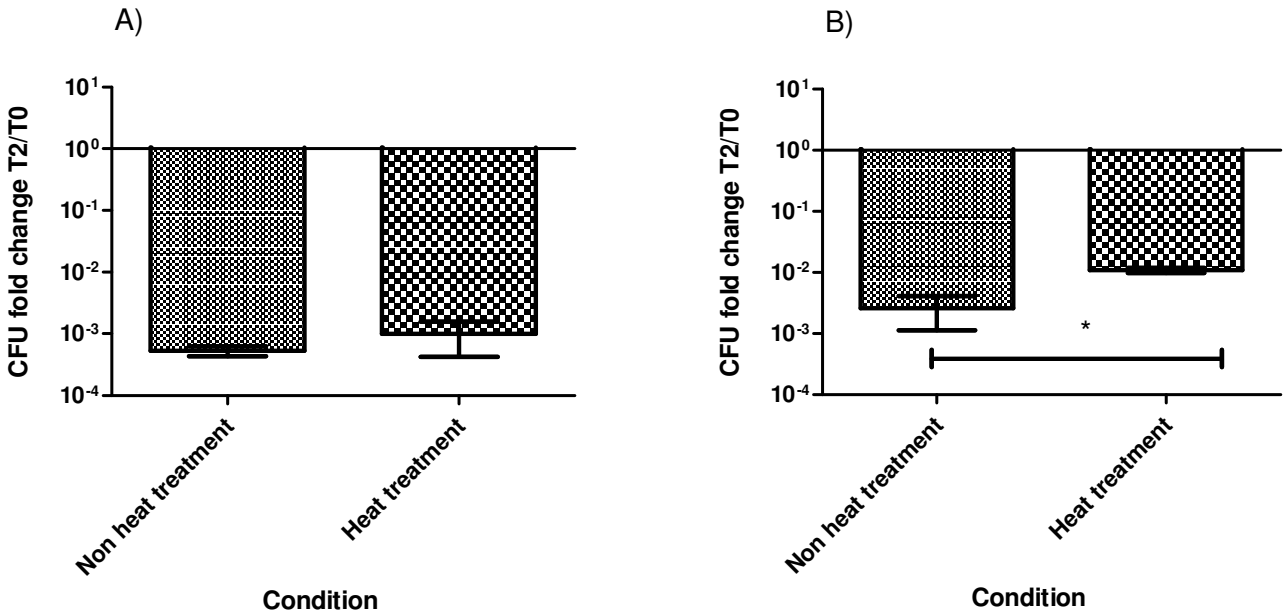 A)
CFU fold change T2/T0
10¹
10⁰
10⁻¹
10⁻²
10⁻³
10⁻⁴
Non heat treatment
Heat treatment
Condition
B)
CFU fold change T2/T0
10¹
10⁰
10⁻¹
10⁻²
10⁻³
10⁻⁴
*
Non heat treatment
Heat treatment
Condition